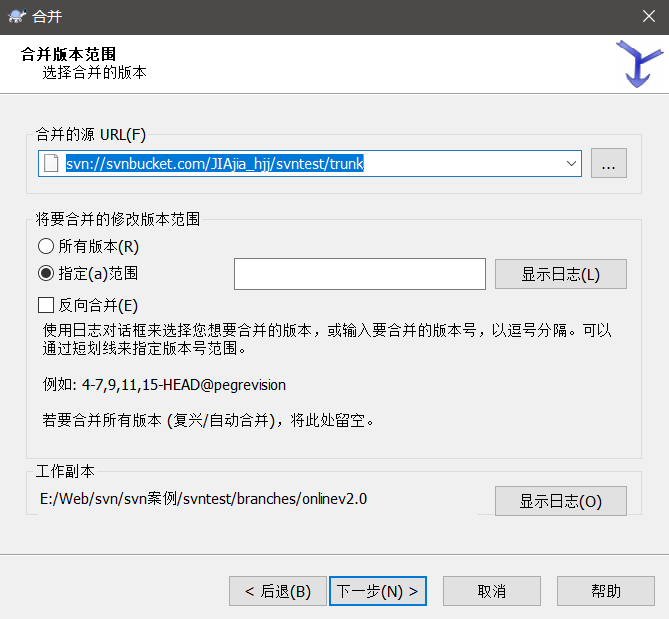 合并
合并版本范围
选择合并的版本
合并的源 URL(F)
svn://svnbucket.com/JIAjia_hjj/svntest/trunk
...
将要合并的修改版本范围
所有版本(R)
指定(a)范围
显示日志(L)
反向合并(E)
使用日志对话框来选择您想要合并的版本，或输入要合并的版本号，以逗号分隔。可以
通过短划线来指定版本号范围。
例如: 4-7,9,11,15-HEAD@pegrevision
若要合并所有版本 (复兴/自动合并)，将此处留空。
工作副本
E:/Web/svn/svn案例/svntest/branches/onlinev2.0
显示日志(O)
< 后退(B)
下一步(N) >
取消
帮助